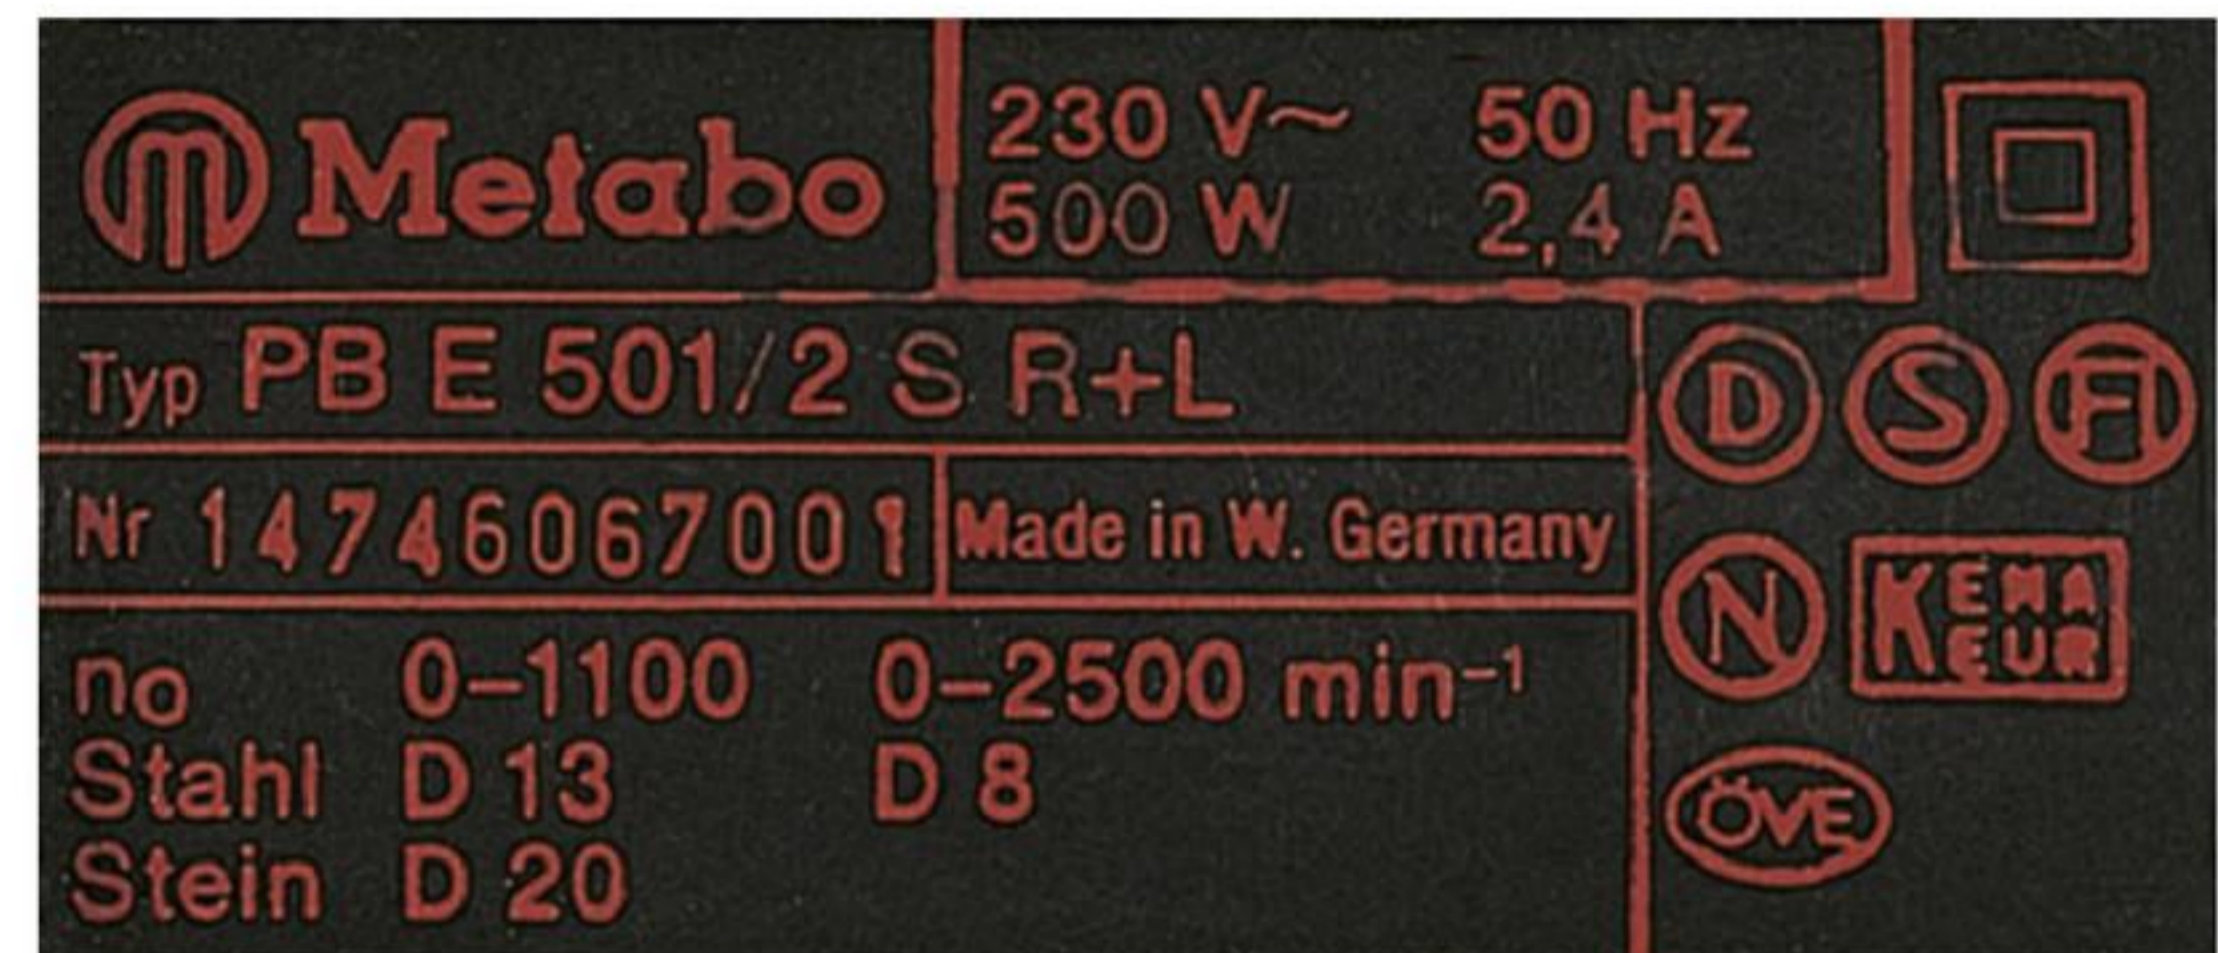 Metabo
230 V~ 50 Hz
500 W 2,4 A
Typ PB E 501/2 S R+L
Nr 14746067001
Made in W. Germany
no 0–1100 0–2500 min⁻¹
Stahl D 13 D 8
Stein D 20
D S FI
N KEMA KEUR
ÖVE